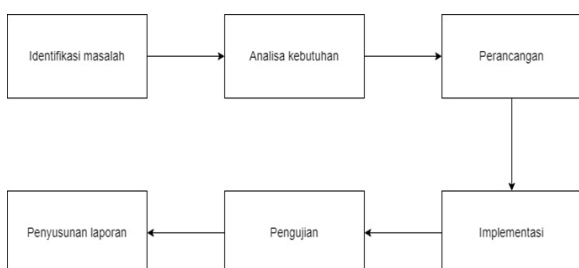 Identifikasi masalah
Analisa kebutuhan
Perancangan
Implementasi
Pengujian
Penyusunan laporan